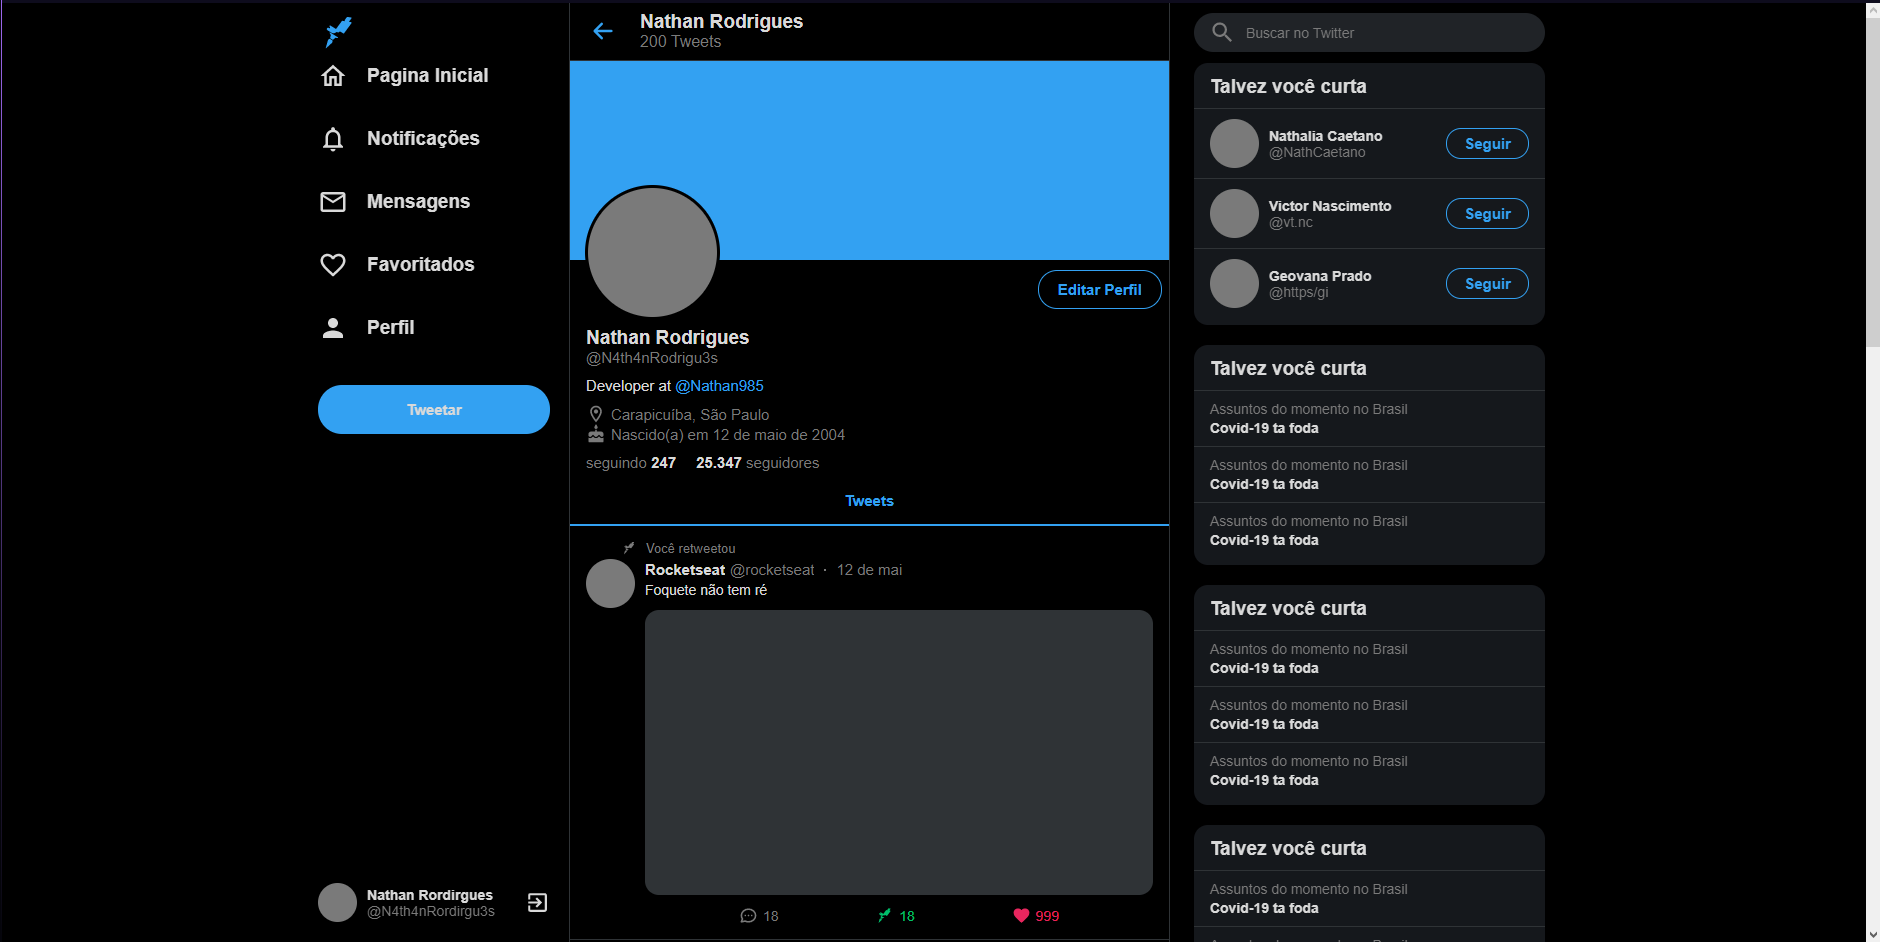 Pagina Inicial
Notificações
Mensagens
Favoritados
Perfil
Tweetar
Nathan Rordirgues
@N4th4nRordirgu3s
Nathan Rodrigues
200 Tweets
Editar Perfil
Nathan Rodrigues
@N4th4nRodrigu3s
Developer at @Nathan985
Carapicuíba, São Paulo
Nascido(a) em 12 de maio de 2004
seguindo 247 25.347 seguidores
Tweets
Você retweetou
Rocketseat @rocketseat · 12 de mai
Foquete não tem ré
18 18 999
Buscar no Twitter
Talvez você curta
Nathalia Caetano
@NathCaetano
Seguir
Victor Nascimento
@vt.nc
Seguir
Geovana Prado
@https/gi
Seguir
Talvez você curta
Assuntos do momento no Brasil
Covid-19 ta foda
Assuntos do momento no Brasil
Covid-19 ta foda
Assuntos do momento no Brasil
Covid-19 ta foda
Talvez você curta
Assuntos do momento no Brasil
Covid-19 ta foda
Assuntos do momento no Brasil
Covid-19 ta foda
Assuntos do momento no Brasil
Covid-19 ta foda
Talvez você curta
Assuntos do momento no Brasil
Covid-19 ta foda